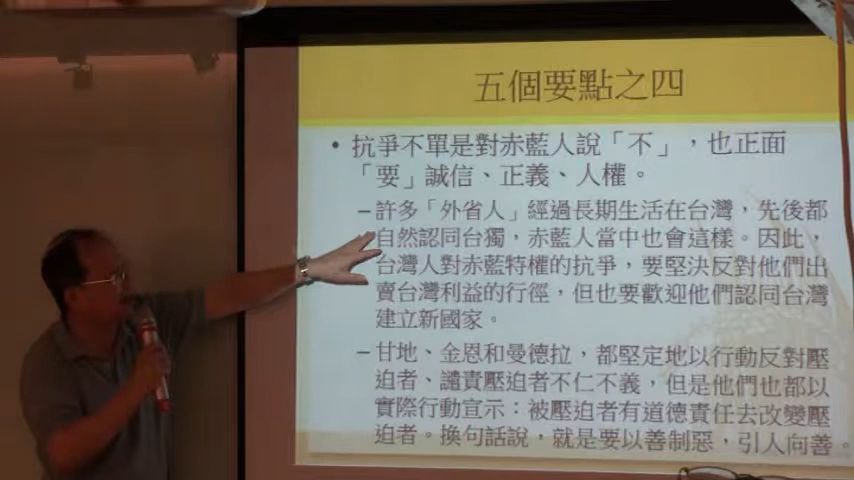 五個要點之四
• 抗爭不單是對赤藍人說「不」，也正面
「要」誠信、正義、人權。
–許多「外省人」經過長期生活在台灣，先後都
自然認同台獨，赤藍人當中也會這樣。因此，
台灣人對赤藍特權的抗爭，要堅決反對他們出
賣台灣利益的行徑，但也要歡迎他們認同台灣
建立新國家。
–甘地、金恩和曼德拉，都堅定地以行動反對壓
迫者、譴責壓迫者不仁不義，但是他們也都以
實際行動宣示：被壓迫者有道德責任去改變壓
迫者。換句話說，就是要以善制惡，引人向善。